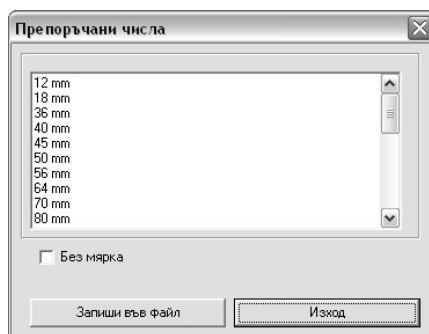 Препоръчани числа
12 mm
18 mm
36 mm
40 mm
45 mm
50 mm
56 mm
64 mm
70 mm
80 mm
Без мярка
Запиши във файл
Изход